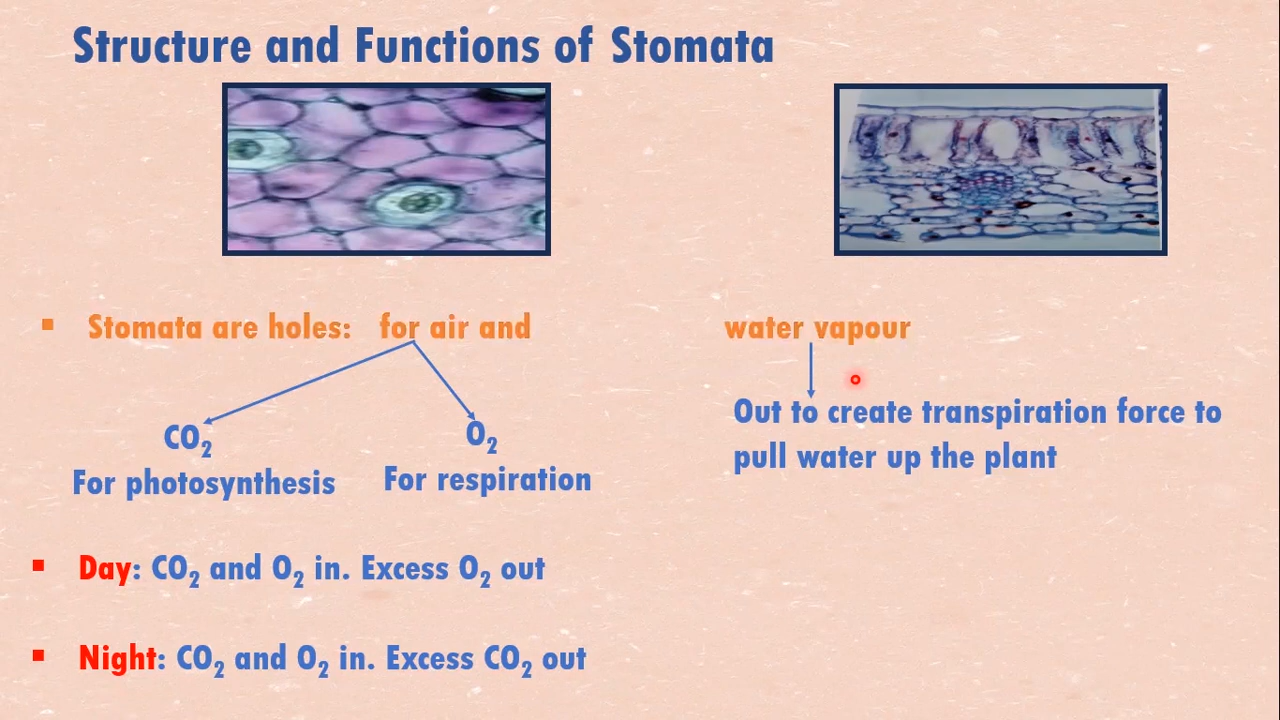 Structure and Functions of Stomata
▪ Stomata are holes: for air and water vapour
CO₂
For photosynthesis
O₂
For respiration
Out to create transpiration force to
pull water up the plant
▪ Day: CO₂ and O₂ in. Excess O₂ out
▪ Night: CO₂ and O₂ in. Excess CO₂ out